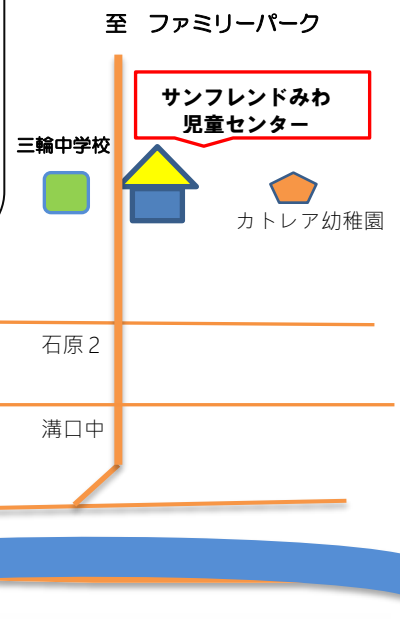 至　ファミリーパーク
サンフレンドみわ
児童センター
三輪中学校
カトレア幼稚園
石原２
溝口中